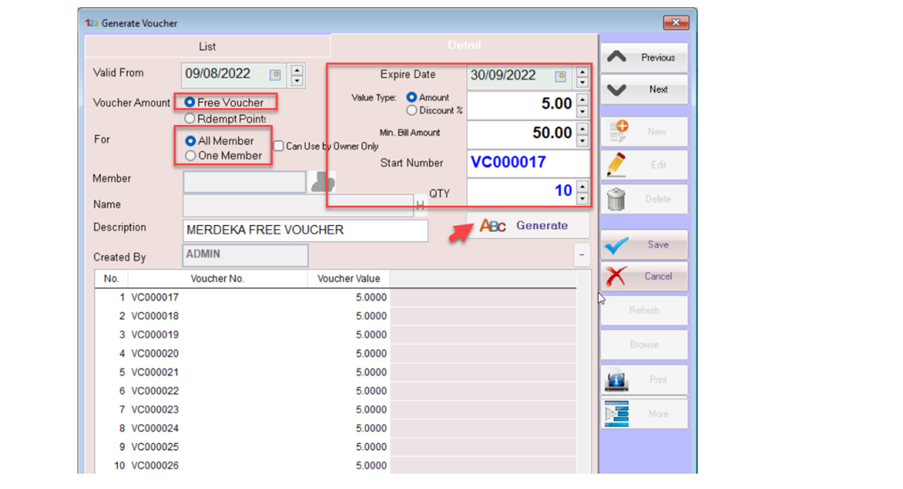 123 Generate Voucher
List
Detail
Valid From 09/08/2022
Expire Date 30/09/2022
Voucher Amount Free Voucher
Rdempt Points
Value Type: Amount
Discount %
5.00
For All Member
One Member
Can Use by Owner Only
Min. Bill Amount 50.00
Start Number VC000017
Member
QTY 10
Name H
Description MERDEKA FREE VOUCHER
ABC Generate
Created By ADMIN
-
No. Voucher No. Voucher Value
1 VC000017 5.0000
2 VC000018 5.0000
3 VC000019 5.0000
4 VC000020 5.0000
5 VC000021 5.0000
6 VC000022 5.0000
7 VC000023 5.0000
8 VC000024 5.0000
9 VC000025 5.0000
10 VC000026 5.0000
Previous
Next
New
Edit
Delete
Save
Cancel
Refresh
Browse
Print
More